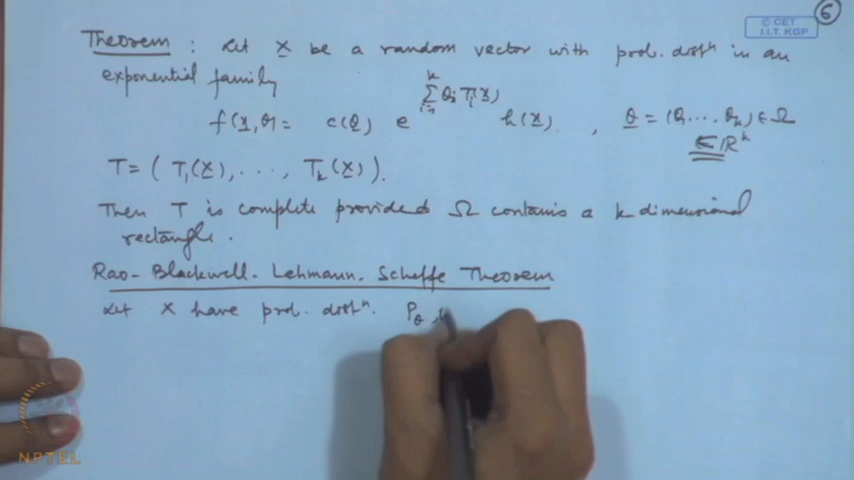 6
© CET
I.I.T. KGP
Theorem : Let X be a random vector with prob. distⁿ in an
exponential family
f(x, θ) = c(θ) e^{∑_{i=1}^{k} θ_i T_i(x)} h(x). , θ = (θ_1 ..., θ_k) ∈ Ω
⊆ ℝ^k
T = ( T_1(X), . . . , T_k(X) ).
Then T is complete provided Ω contains a k dimensional
rectangle.
Rao-Blackwell-Lehmann-Scheffe Theorem
Let X have prob. distⁿ. P_θ ,
NPTEL